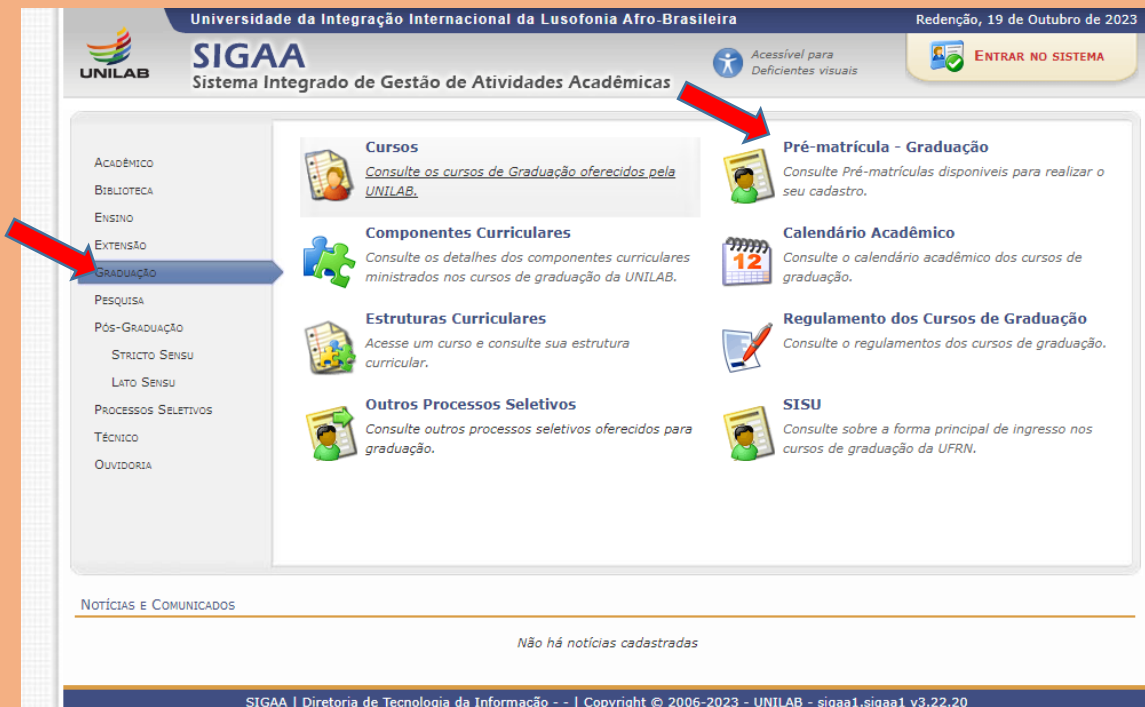 Universidade da Integração Internacional da Lusofonia Afro-Brasileira
Redenção, 19 de Outubro de 2023
UNILAB
SIGAA
Sistema Integrado de Gestão de Atividades Acadêmicas
Acessível para
Deficientes visuais
ENTRAR NO SISTEMA
ACADÊMICO
BIBLIOTECA
ENSINO
EXTENSÃO
GRADUAÇÃO
PESQUISA
PÓS-GRADUAÇÃO
STRICTO SENSU
LATO SENSU
PROCESSOS SELETIVOS
TÉCNICO
OUVIDORIA
Cursos
Consulte os cursos de Graduação oferecidos pela
UNILAB.
Pré-matrícula - Graduação
Consulte Pré-matrículas disponiveis para realizar o
seu cadastro.
Componentes Curriculares
Consulte os detalhes dos componentes curriculares
ministrados nos cursos de graduação da UNILAB.
12
Calendário Acadêmico
Consulte o calendário acadêmico dos cursos de
graduação.
Estruturas Curriculares
Acesse um curso e consulte sua estrutura
curricular.
Regulamento dos Cursos de Graduação
Consulte o regulamentos dos cursos de graduação.
Outros Processos Seletivos
Consulte outros processos seletivos oferecidos para
graduação.
SISU
Consulte sobre a forma principal de ingresso nos
cursos de graduação da UFRN.
NOTÍCIAS E COMUNICADOS
Não há notícias cadastradas
SIGAA | Diretoria de Tecnologia da Informação - - | Copyright © 2006-2023 - UNILAB - sigaa1.sigaa1 v3.22.20